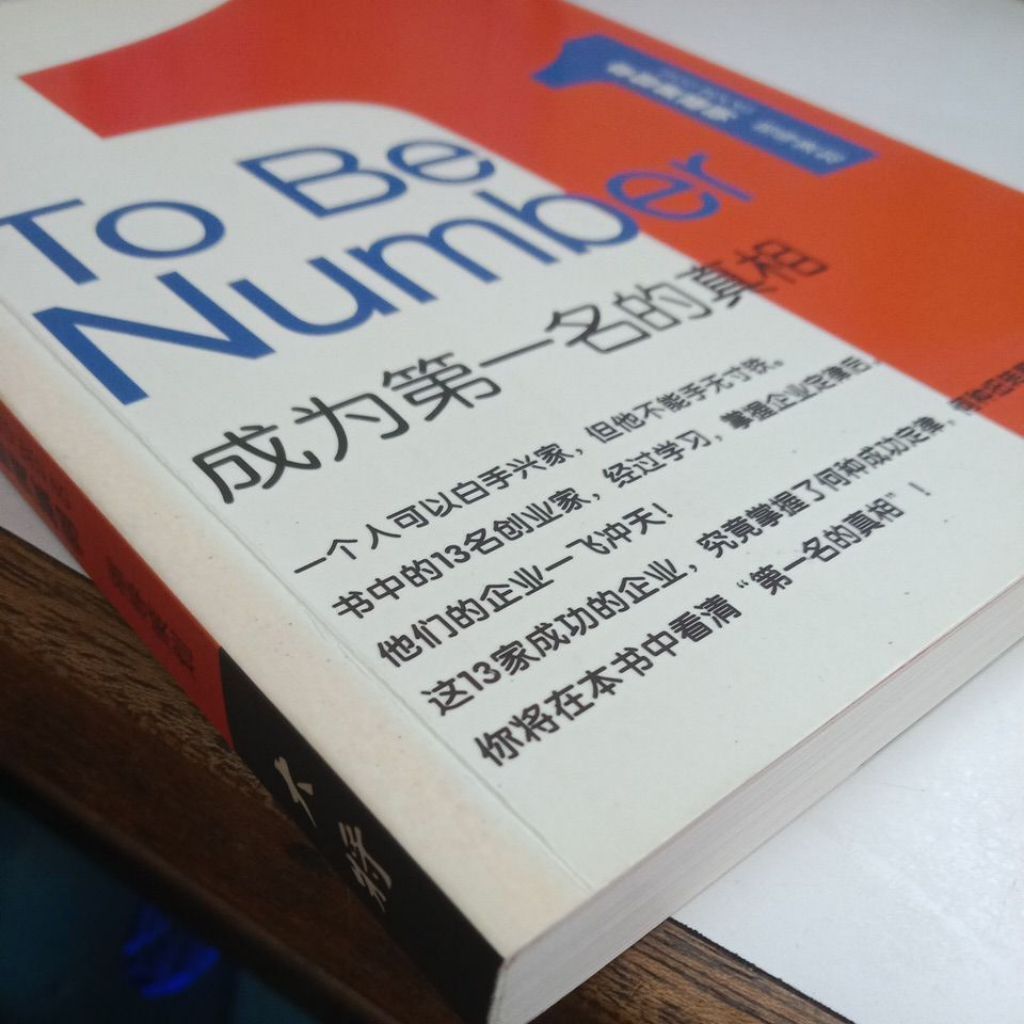 To Be
Number
成为第一名的真相
一个人可以白手兴家，但他不能手无寸铁。
书中的13名创业家，经过学习，掌握企业定律后，
他们的企业一飞冲天！
这13家成功的企业，究竟掌握了何种成功定律，
你将在本书中看清“第一名的真相”！